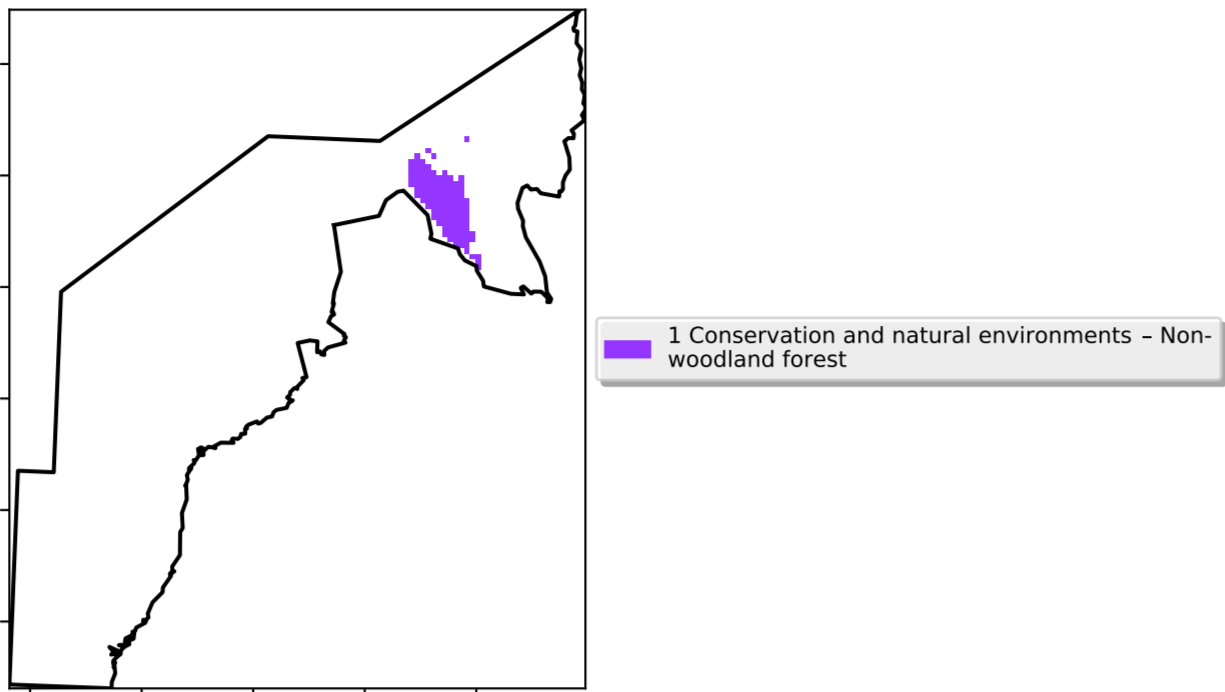 1 Conservation and natural environments – Non-
woodland forest